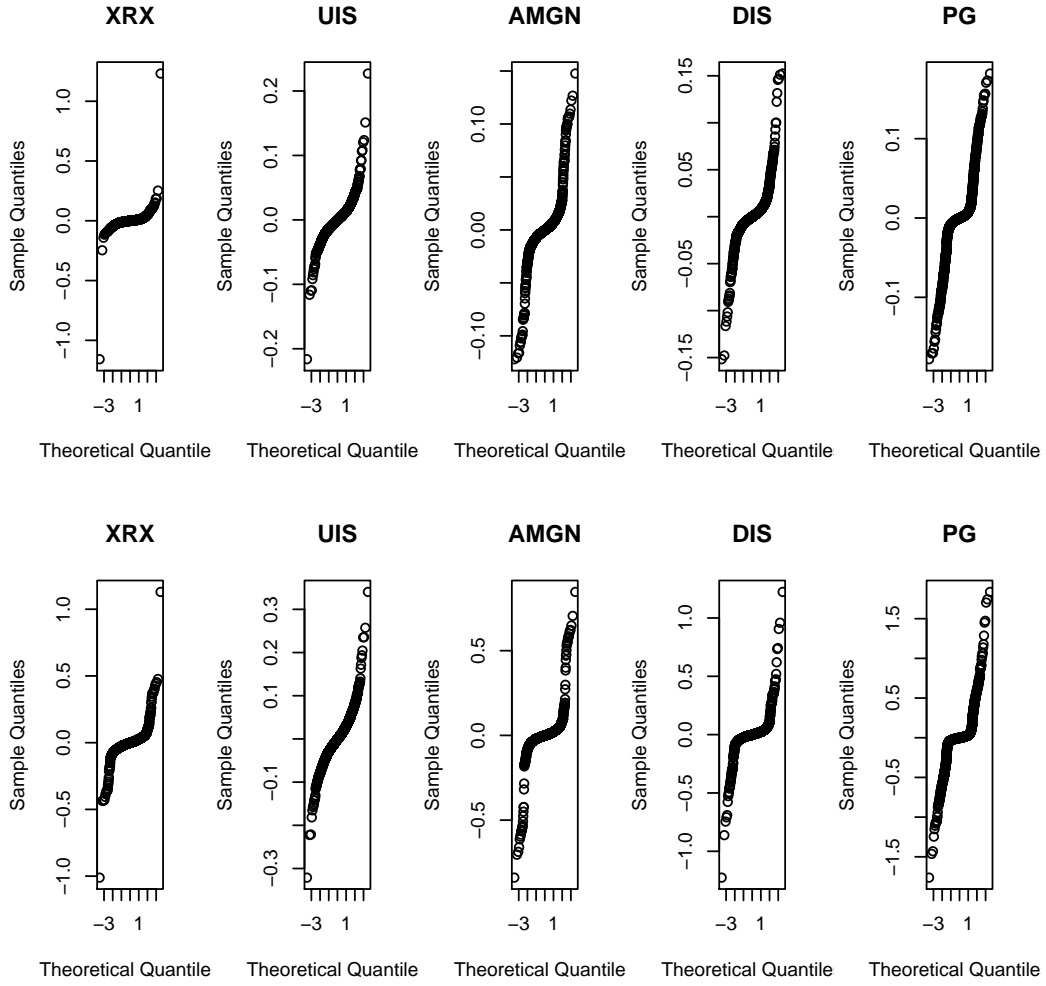 XRX UIS AMGN DIS PG
Sample Quantiles
−1.0 −0.5 0.0 0.5 1.0
−3 1
Theoretical Quantile
Sample Quantiles
−0.2 −0.1 0.0 0.1 0.2
−3 1
Theoretical Quantile
Sample Quantiles
−0.10 0.00 0.10
−3 1
Theoretical Quantile
Sample Quantiles
−0.15 −0.05 0.05 0.15
−3 1
Theoretical Quantile
Sample Quantiles
−0.1 0.0 0.1
−3 1
Theoretical Quantile
XRX UIS AMGN DIS PG
Sample Quantiles
−1.0 −0.5 0.0 0.5 1.0
−3 1
Theoretical Quantile
Sample Quantiles
−0.3 −0.1 0.1 0.2 0.3
−3 1
Theoretical Quantile
Sample Quantiles
−0.5 0.0 0.5
−3 1
Theoretical Quantile
Sample Quantiles
−1.0 −0.5 0.0 0.5 1.0
−3 1
Theoretical Quantile
Sample Quantiles
−1.5 −0.5 0.5 1.5
−3 1
Theoretical Quantile